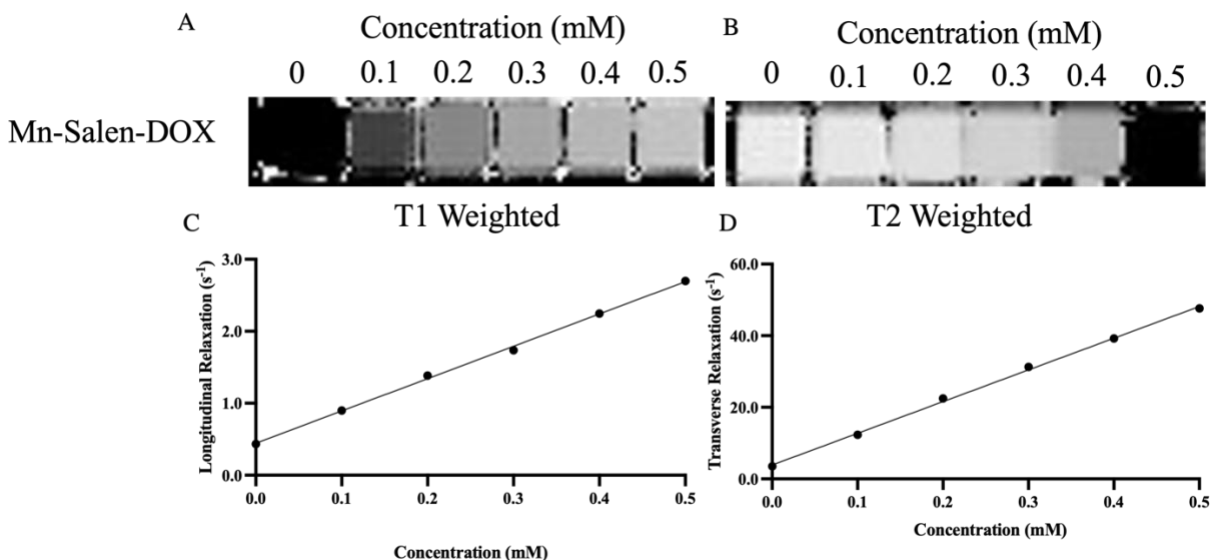 A
Concentration (mM)
0 0.1 0.2 0.3 0.4 0.5
B
Concentration (mM)
0 0.1 0.2 0.3 0.4 0.5
Mn-Salen-DOX
T1 Weighted
T2 Weighted
C
Longitudinal Relaxation (s⁻¹)
3.0
2.0
1.0
0.0
0.0 0.1 0.2 0.3 0.4 0.5
Concentration (mM)
D
Transverse Relaxation (s⁻¹)
60.0
40.0
20.0
0.0
0.0 0.1 0.2 0.3 0.4 0.5
Concentration (mM)